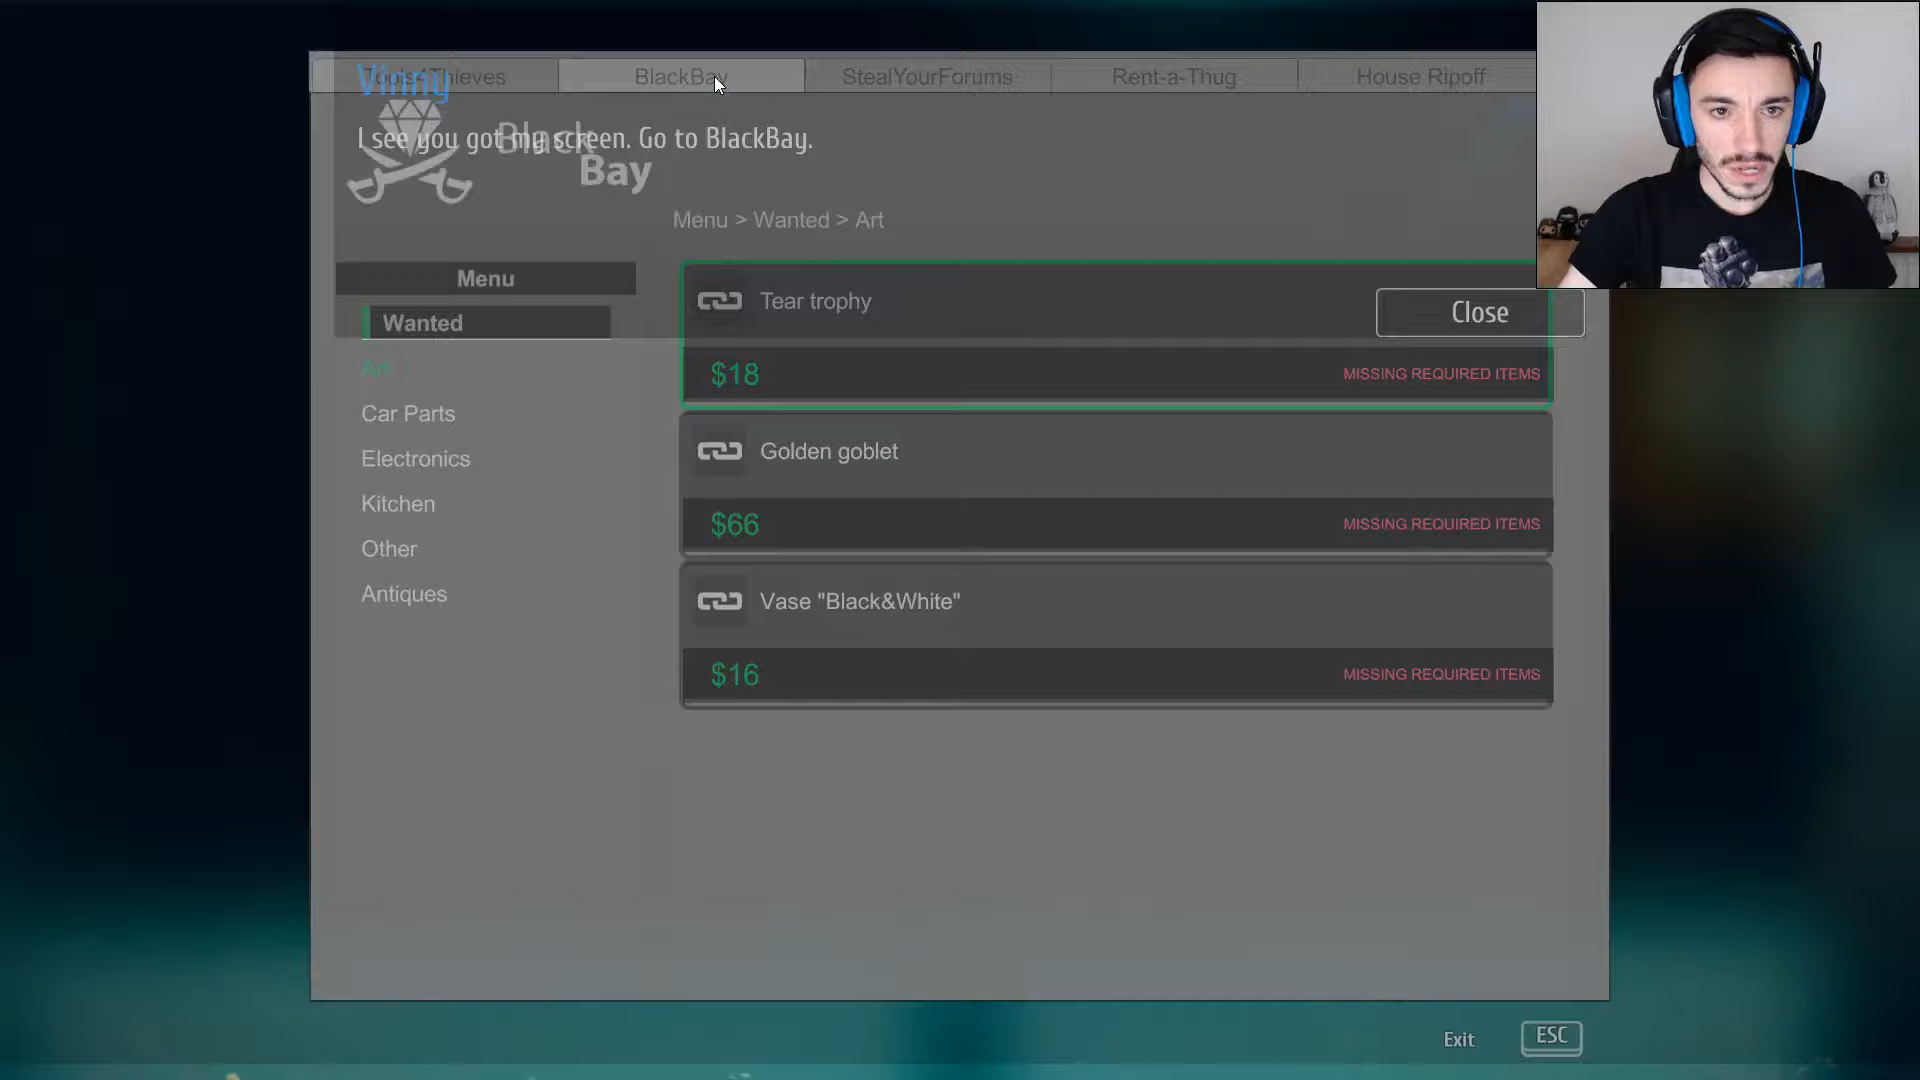 Tools4Thieves
BlackBay
StealYourForums
Rent-a-Thug
House Ripoff
Vinny
I see you got my screen. Go to BlackBay.
Black
Bay
Menu > Wanted > Art
Menu
Wanted
Art
Car Parts
Electronics
Kitchen
Other
Antiques
Tear trophy
Close
$18
MISSING REQUIRED ITEMS
Golden goblet
$66
MISSING REQUIRED ITEMS
Vase "Black&White"
$16
MISSING REQUIRED ITEMS
Exit
ESC